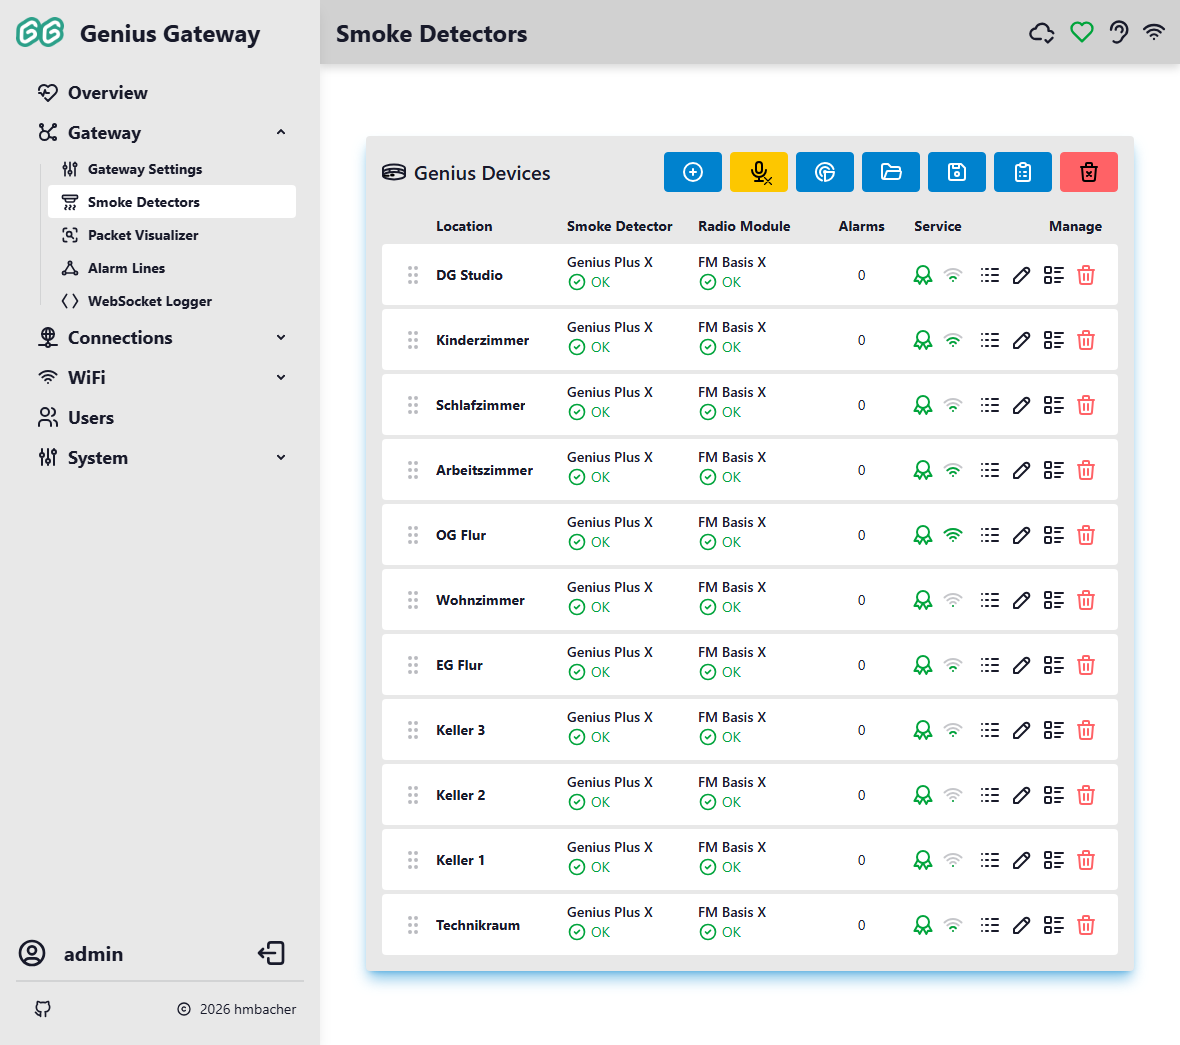 Genius Gateway
Smoke Detectors
Overview
Gateway
Gateway Settings
Smoke Detectors
Packet Visualizer
Alarm Lines
WebSocket Logger
Connections
WiFi
Users
System
admin
© 2026 hmbacher
Genius Devices
Location Smoke Detector Radio Module Alarms Service Manage
DG Studio Genius Plus X FM Basis X 0
OK OK
Kinderzimmer Genius Plus X FM Basis X 0
OK OK
Schlafzimmer Genius Plus X FM Basis X 0
OK OK
Arbeitszimmer Genius Plus X FM Basis X 0
OK OK
OG Flur Genius Plus X FM Basis X 0
OK OK
Wohnzimmer Genius Plus X FM Basis X 0
OK OK
EG Flur Genius Plus X FM Basis X 0
OK OK
Keller 3 Genius Plus X FM Basis X 0
OK OK
Keller 2 Genius Plus X FM Basis X 0
OK OK
Keller 1 Genius Plus X FM Basis X 0
OK OK
Technikraum Genius Plus X FM Basis X 0
OK OK